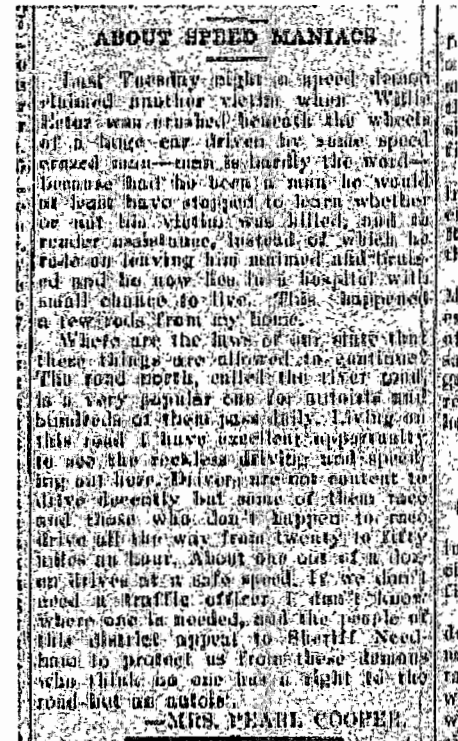 ABOUT SPEED MANIACS
Last Tuesday night a speed demon
claimed another victim when Willis
was crushed beneath the wheels
of a large car driven by some speed
crazed man—man is hardly the word—
because had he been a man he would
at least have stopped to learn whether
or not his victim was killed, and to
render assistance, instead of which he
rode on leaving him maimed and bruis-
ed and he now lies in a hospital with
small chance to live. This happened
a few rods from my home.
Where are the laws of our state that
these things are allowed to continue?
The road north, called the river road,
is a very popular one for autoists and
hundreds of them pass daily. Living on
this road I have excellent opportunity
to see the reckless driving and speed-
ing out here. Drivers are not content to
drive decently but some of them race
and those who don't happen to race
drive all the way from twenty to fifty
miles an hour. About one out of a doz-
en drives at a safe speed. If we don't
need a traffic officer I don't know
where one is needed, and the people of
this district appeal to Sheriff Need-
ham to protect us from these demons
who think no one has a right to the
road but an autoist.
—MRS. PEARL COOPER.